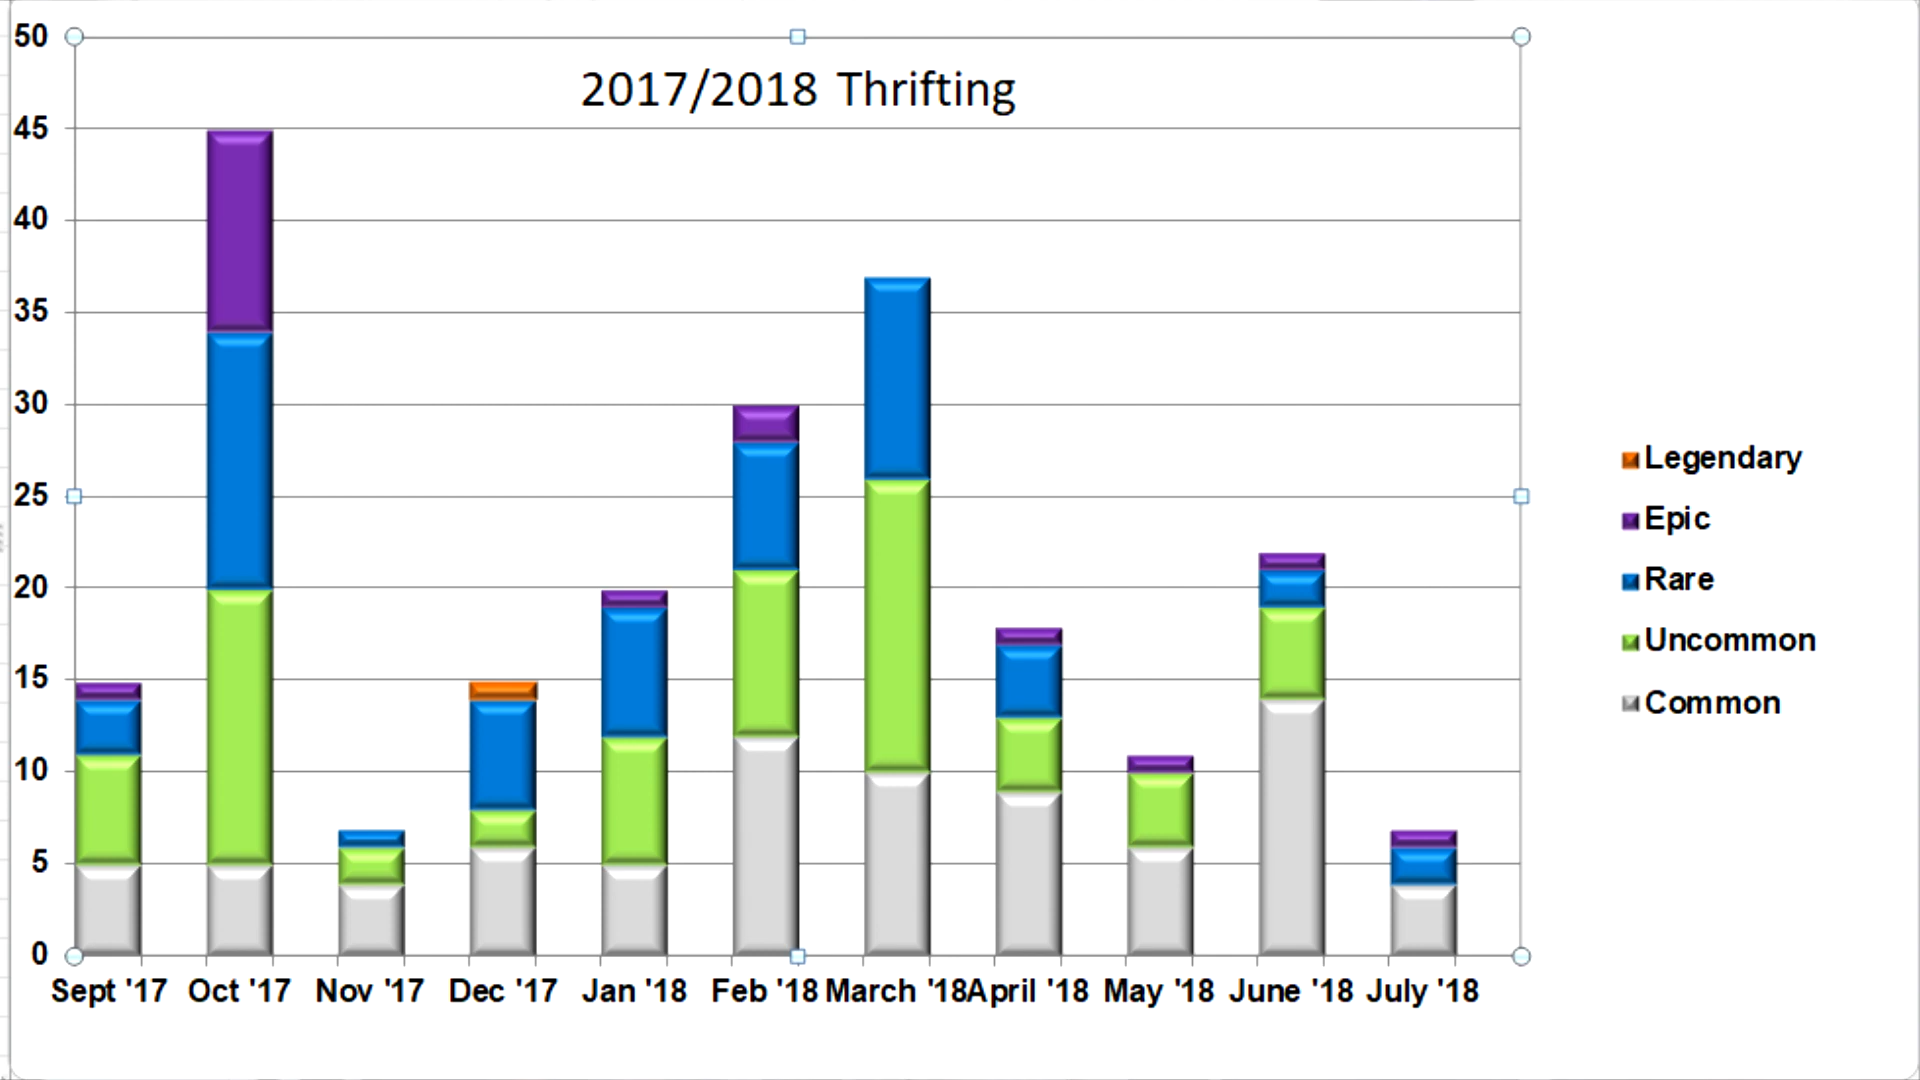 2017/2018 Thrifting
50
45
40
35
30
25
20
15
10
5
0
Sept '17 Oct '17 Nov '17 Dec '17 Jan '18 Feb '18 March '18 April '18 May '18 June '18 July '18
Legendary
Epic
Rare
Uncommon
Common